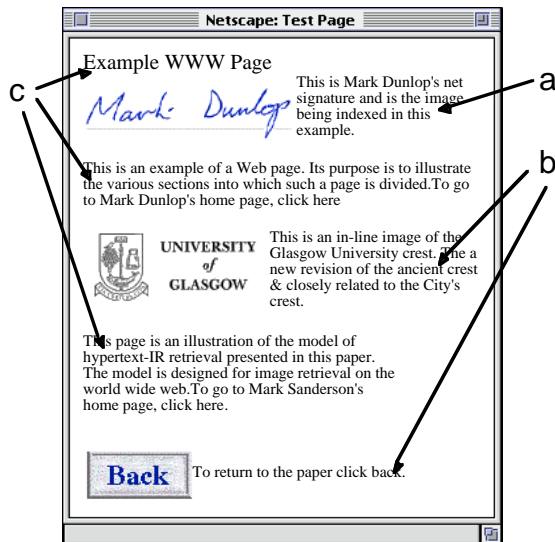 Netscape: Test Page
Example WWW Page
Mark Dunlop
This is Mark Dunlop's net
signature and is the image
being indexed in this
example.
a
c
This is an example of a Web page. Its purpose is to illustrate
the various sections into which such a page is divided.To go
to Mark Dunlop's home page, click here
b
UNIVERSITY
of
GLASGOW
This is an in-line image of the
Glasgow University crest. The a
new revision of the ancient crest
& closely related to the City's
crest.
This page is an illustration of the model of
hypertext-IR retrieval presented in this paper.
The model is designed for image retrieval on the
world wide web.To go to Mark Sanderson's
home page, click here.
Back
To return to the paper click back.